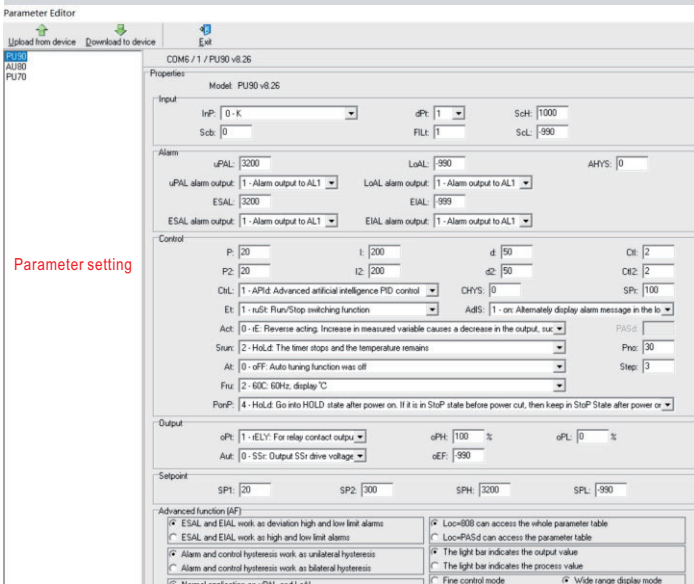 Parameter Editor
Upload from device Download to device Exit
PU90
AU80
PU70
COM6 / 1 / PU90 v8.26
Properties
Model: PU90 v8.26
Input
InP: 0 - K dPt: 1 ScH: 1000
Scb: 0 FILt: 1 ScL: -990
Alarm
uPAL: 3200 LoAL: -990 AHYS: 0
uPAL alarm output: 1 - Alarm output to AL1 LoAL alarm output: 1 - Alarm output to AL1
ESAL: 3200 EIAL: -999
ESAL alarm output: 1 - Alarm output to AL1 EIAL alarm output: 1 - Alarm output to AL1
Control
P: 20 I: 200 d: 50 CtI: 2
P2: 20 I2: 200 d2: 50 CtI2: 2
CtrL: 1 - APId: Advanced artificial intelligence PID control CHYS: 0 SPr: 100
Et: 1 - ruSt: Run/Stop switching function AdIS: 1 - on: Alternately display alarm message in the lo
Act: 0 - rE: Reverse acting. Increase in measured variable causes a decrease in the output, suc PASd:
Srun: 2 - HoLd: The timer stops and the temperature remains Pno: 30
At: 0 - oFF: Auto tuning function was off Step: 3
Fru: 2 - 60C: 60Hz, display °C
PonP: 4 - HoLd: Go into HOLD state after power on. If it is in StoP state before power cut, then keep in StoP State after power or
Output
oPt: 1 - rELY: For relay contact outpu oPH: 100 % oPL: 0 %
Aut: 0 - SSr: Output SSr drive voltage oEF: -990
Setpoint
SP1: 20 SP2: 300 SPH: 3200 SPL: -990
Advanced function (AF)
ESAL and EIAL work as deviation high and low limit alarms Loc=808 can access the whole parameter table
ESAL and EIAL work as high and low limit alarms Loc=PASd can access the parameter table
Alarm and control hysteresis work as unilateral hysteresis The light bar indicates the output value
Alarm and control hysteresis work as bilateral hysteresis The light bar indicates the process value
Normal application on uPAL and LoAL Fine control mode Wide range display mode
Parameter setting